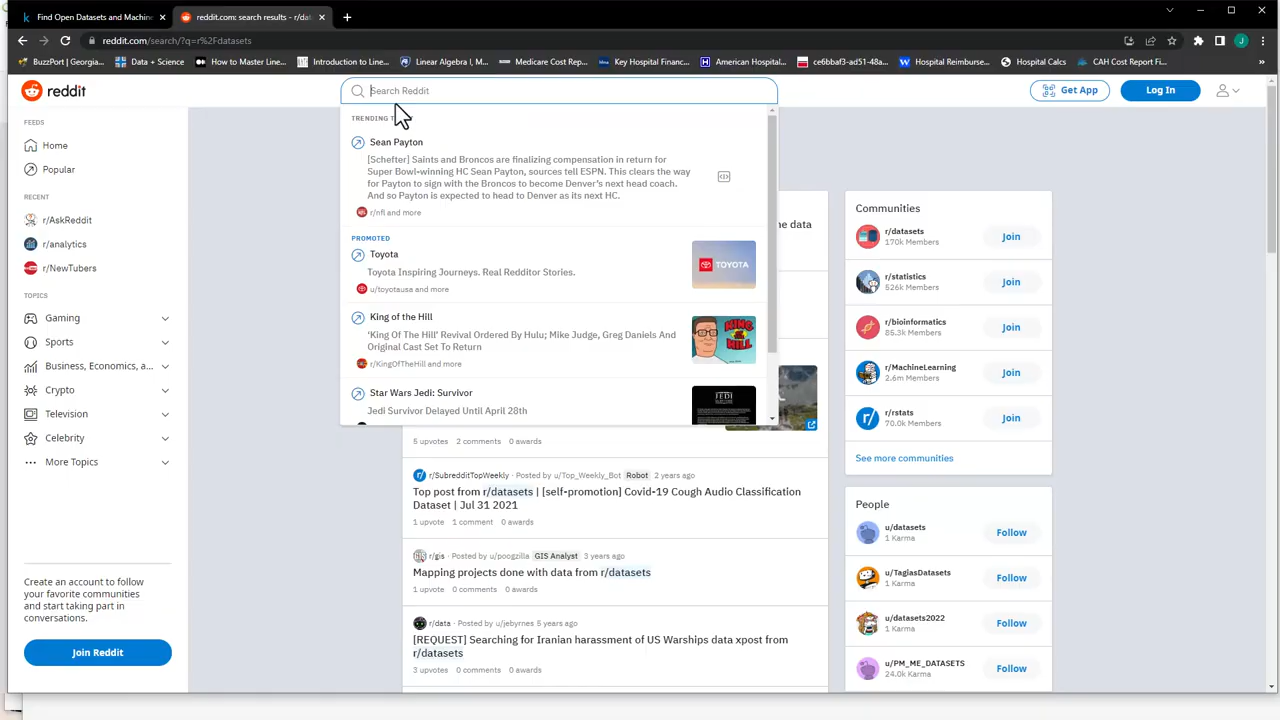 Find Open Datasets and Machine
reddit.com: search results - r/dat
reddit.com/search/?q=r%2Fdatasets
BuzzPort | Georgia...
Data + Science
How to Master Line...
Introduction to Line...
Linear Algebra I, M...
Medicare Cost Rep...
Key Hospital Financ...
American Hospital...
ce6bbaf3-ad51-48a...
Hospital Reimburse...
Hospital Calcs
CAH Cost Report Fi...
reddit
Search Reddit
Get App
Log In
FEEDS
Home
Popular
RECENT
r/AskReddit
r/analytics
r/NewTubers
TOPICS
Gaming
Sports
Business, Economics, a...
Crypto
Television
Celebrity
More Topics
Create an account to follow
your favorite communities
and start taking part in
conversations.
Join Reddit
TRENDING
Sean Payton
[Schefter] Saints and Broncos are finalizing compensation in return for
Super Bowl-winning HC Sean Payton, sources tell ESPN. This clears the way
for Payton to sign with the Broncos to become Denver's next head coach.
And so Payton is expected to head to Denver as its next HC.
r/nfl and more
PROMOTED
Toyota
Toyota Inspiring Journeys. Real Redditor Stories.
u/toyotausa and more
TOYOTA
King of the Hill
'King Of The Hill' Revival Ordered By Hulu; Mike Judge, Greg Daniels And
Original Cast Set To Return
r/KingOfTheHill and more
KING OF THE HILL
Star Wars Jedi: Survivor
Jedi Survivor Delayed Until April 28th
JEDI
e data
5 upvotes 2 comments 0 awards
r/SubredditTopWeekly · Posted by u/Top_Weekly_Bot Robot 2 years ago
Top post from r/datasets | [self-promotion] Covid-19 Cough Audio Classification
Dataset | Jul 31 2021
1 upvote 1 comment 0 awards
r/gis · Posted by u/poogzilla GIS Analyst 3 years ago
Mapping projects done with data from r/datasets
1 upvote 0 comments 0 awards
r/data · Posted by u/jebyrnes 5 years ago
[REQUEST] Searching for Iranian harassment of US Warships data xpost from
r/datasets
3 upvotes 0 comments 0 awards
Communities
r/datasets
170k Members
Join
r/statistics
526k Members
Join
r/bioinformatics
85.3k Members
Join
r/MachineLearning
2.6m Members
Join
r/rstats
70.0k Members
Join
See more communities
People
u/datasets
1 Karma
Follow
u/TagiasDatasets
1 Karma
Follow
u/datasets2022
1 Karma
Follow
u/PM_ME_DATASETS
24.0k Karma
Follow